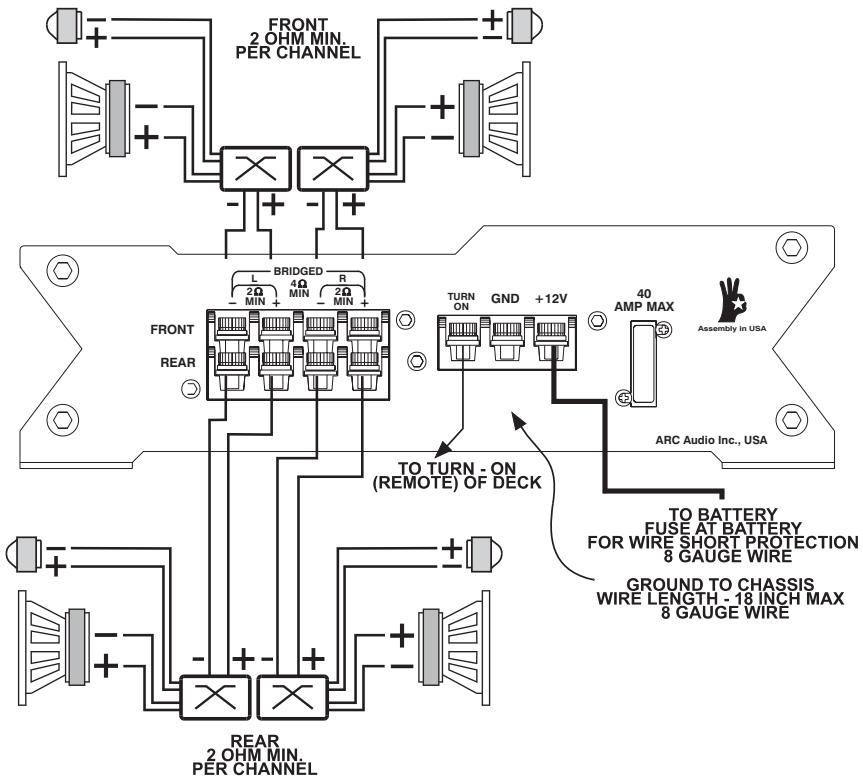 - +
FRONT
2 OHM MIN.
PER CHANNEL
+ -
- +
+ -
- +
- +
BRIDGED
L 4Ω R
2Ω MIN 2Ω
- MIN + - MIN +
FRONT
REAR
TURN ON
GND
+12V
40
AMP MAX
Assembly in USA
ARC Audio Inc., USA
TO TURN - ON
(REMOTE) OF DECK
TO BATTERY
FUSE AT BATTERY
FOR WIRE SHORT PROTECTION
8 GAUGE WIRE
GROUND TO CHASSIS
WIRE LENGTH - 18 INCH MAX
8 GAUGE WIRE
- +
+ -
- +
+ -
- +
- +
REAR
2 OHM MIN.
PER CHANNEL